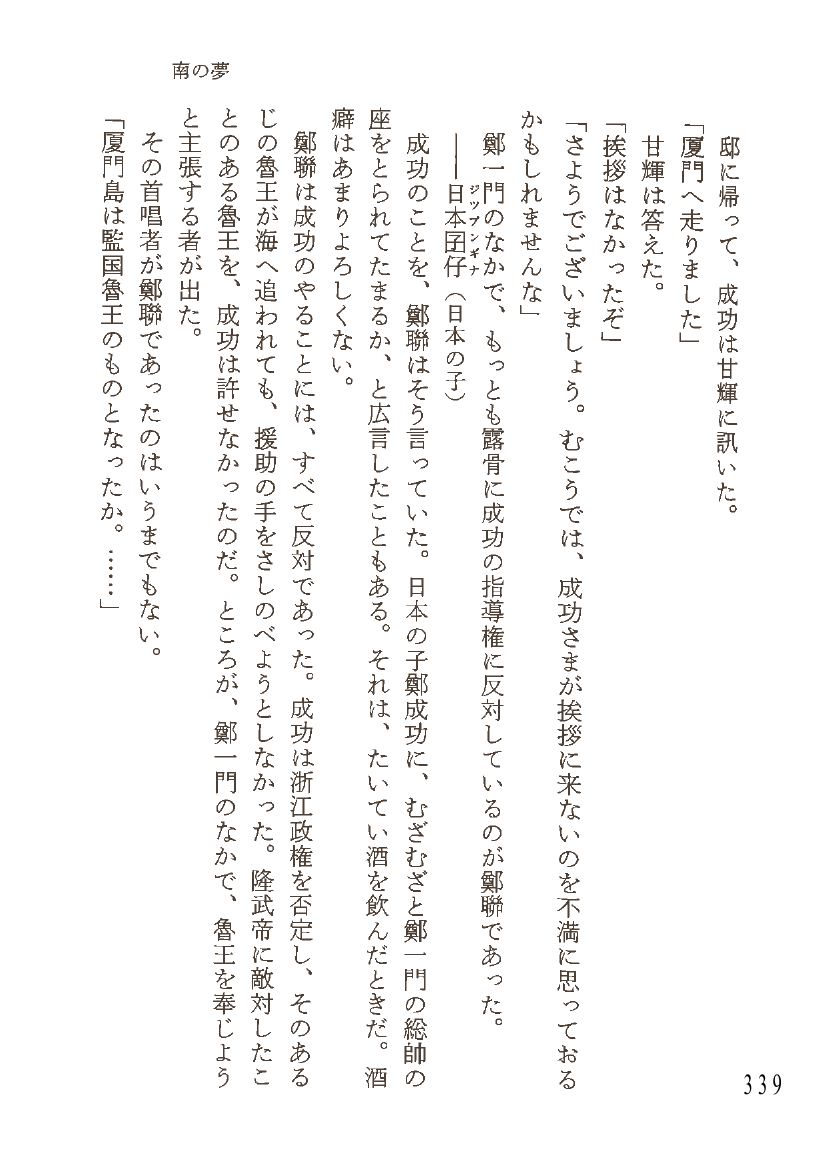 南の夢
邸に帰って、成功は甘輝に訊いた。
「厦門へ走りました」
甘輝は答えた。
「挨拶はなかったぞ」
「さようでございましょう。むこうでは、成功さまが挨拶に来ないのを不満に思っておる
かもしれませんな」
鄭一門のなかで、もっとも露骨に成功の指導権に反対しているのが鄭聯であった。
――日本囝仔（日本の子）
ジップンギナ
成功のことを、鄭聯はそう言っていた。日本の子鄭成功に、むざむざと鄭一門の総帥の
座をとられてたまるか、と広言したこともある。それは、たいてい酒を飲んだときだ。酒
癖はあまりよろしくない。
鄭聯は成功のやることには、すべて反対であった。成功は浙江政権を否定し、そのある
じの魯王が海へ追われても、援助の手をさしのべようとしなかった。隆武帝に敵対したこ
とのある魯王を、成功は許せなかったのだ。ところが、鄭一門のなかで、魯王を奉じよう
と主張する者が出た。
その首唱者が鄭聯であったのはいうまでもない。
「厦門島は監国魯王のものとなったか。……」
339